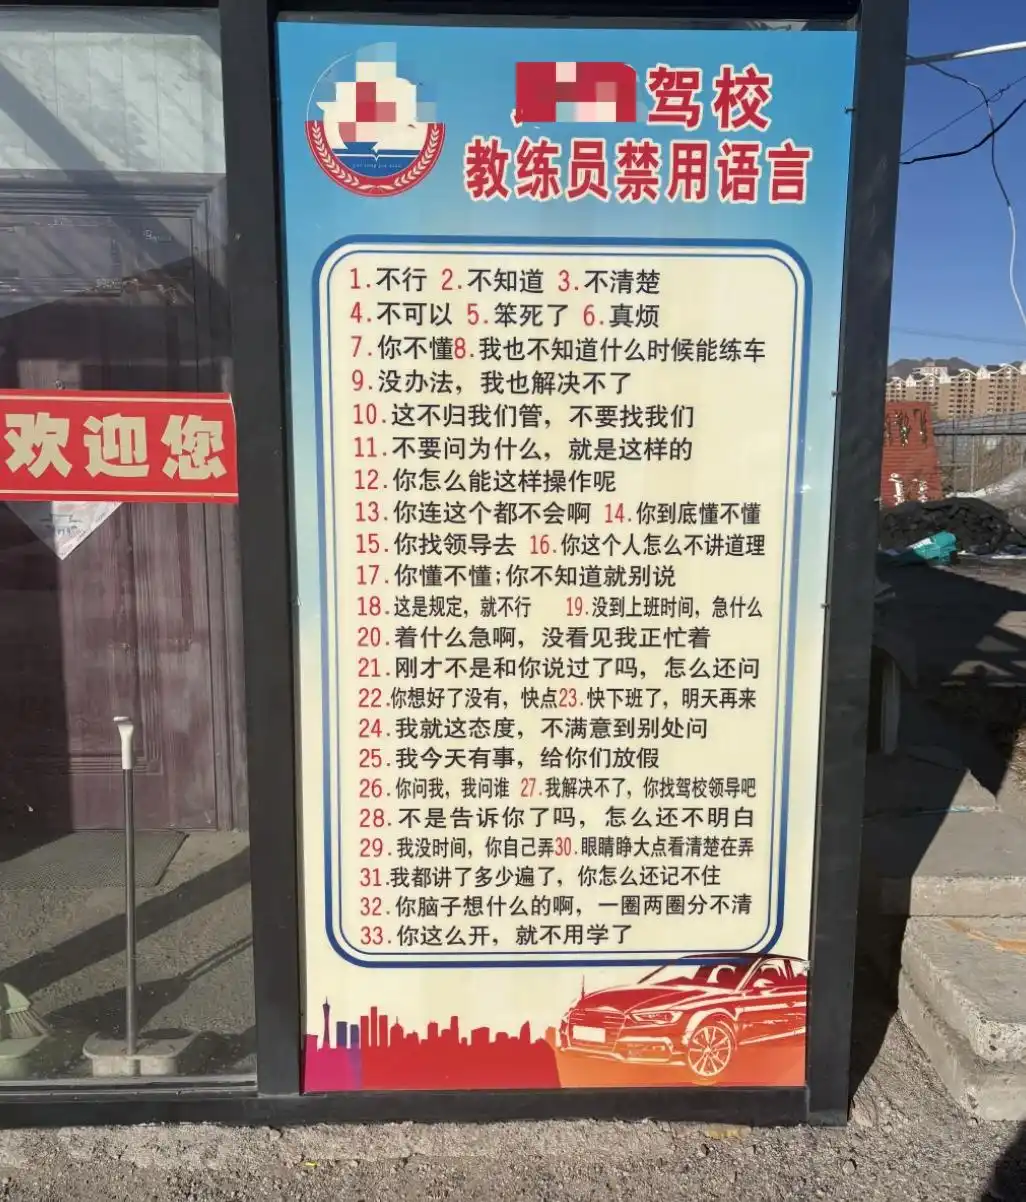 驾校
教练员禁用语言
1.不行 2.不知道 3.不清楚
4.不可以 5.笨死了 6.真烦
7.你不懂8.我也不知道什么时候能练车
9.没办法，我也解决不了
10.这不归我们管，不要找我们
11.不要问为什么，就是这样的
12.你怎么能这样操作呢
13.你连这个都不会啊 14.你到底懂不懂
15.你找领导去 16.你这个人怎么不讲道理
17.你懂不懂;你不知道就别说
18.这是规定，就不行 19.没到上班时间，急什么
20.着什么急啊，没看见我正忙着
21.刚才不是和你说过了吗，怎么还问
22.你想好了没有，快点23.快下班了，明天再来
24.我就这态度，不满意到别处问
25.我今天有事，给你们放假
26.你问我，我问谁 27.我解决不了，你找驾校领导吧
28.不是告诉你了吗，怎么还不明白
29.我没时间，你自己弄30.眼睛睁大点看清楚在弄
31.我都讲了多少遍了，你怎么还记不住
32.你脑子想什么的啊，一圈两圈分不清
33.你这么开，就不用学了
欢迎您